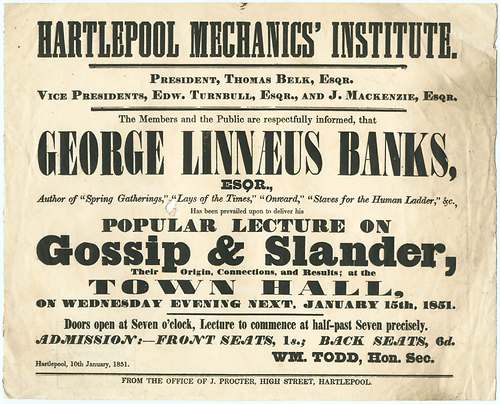 HARTLEPOOL MECHANICS' INSTITUTE.
PRESIDENT, THOMAS BELK, ESQR.
VICE PRESIDENTS, EDW. TURNBULL, ESQR., AND J. MACKENZIE, ESQR.
The Members and the Public are respectfully informed, that
GEORGE LINNÆUS BANKS,
ESQR.,
Author of "Spring Gatherings," "Lays of the Times," "Onward," "Staves for the Human Ladder," &c.,
Has been prevailed upon to deliver his
POPULAR LECTURE ON
Gossip & Slander,
Their Origin, Connections, and Results; at the
TOWN HALL,
ON WEDNESDAY EVENING NEXT, JANUARY 15th, 1851.
Doors open at Seven o'clock, Lecture to commence at half-past Seven precisely.
ADMISSION:—FRONT SEATS, 1s.; BACK SEATS, 6d.
WM. TODD, Hon. Sec.
Hartlepool, 10th January, 1851.
FROM THE OFFICE OF J. PROCTER, HIGH STREET, HARTLEPOOL.